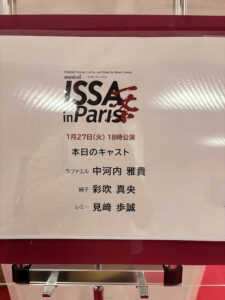 musical
ISSA
in Paris
1月27日(火) 18時公演
本日のキャスト
ラファエル 中河内 雅貴
絹子 彩吹 真央
レミー 見﨑 歩誠